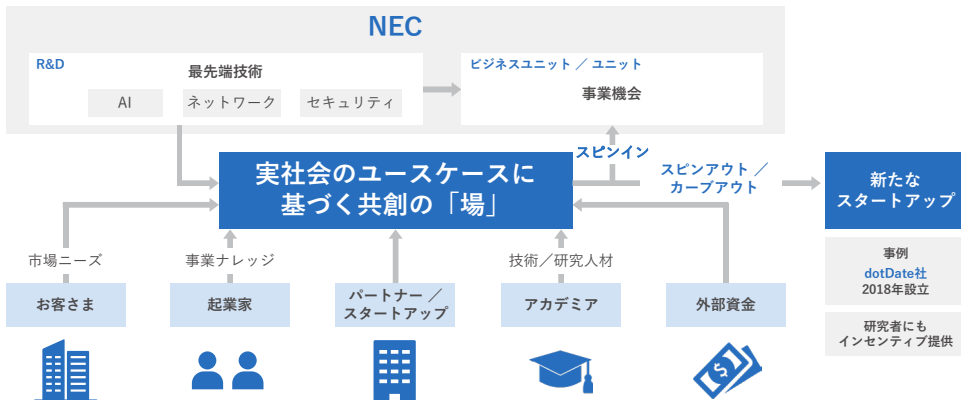 NEC
R&D
最先端技術
AI
ネットワーク
セキュリティ
ビジネスユニット ／ ユニット
事業機会
スピンイン
スピンアウト ／
カーブアウト
実社会のユースケースに
基づく共創の「場」
新たな
スタートアップ
事例
dotDate社
2018年設立
研究者にも
インセンティブ提供
市場ニーズ
事業ナレッジ
技術／研究人材
お客さま
起業家
パートナー ／
スタートアップ
アカデミア
外部資金
$